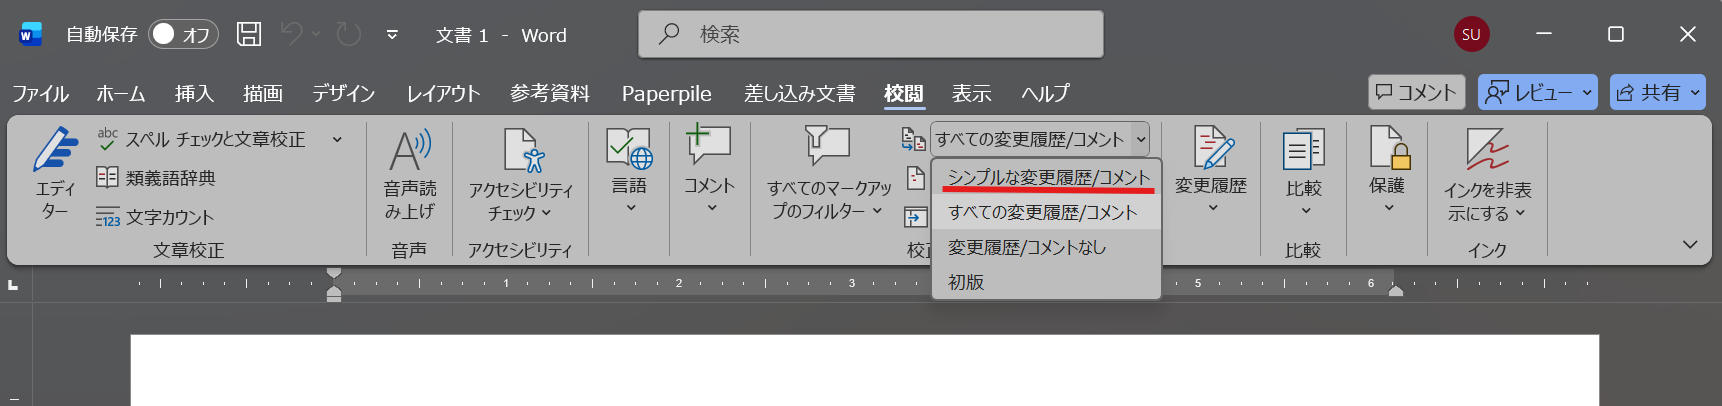 自動保存 オフ 文書 1 - Word 検索 SU
ファイル ホーム 挿入 描画 デザイン レイアウト 参考資料 Paperpile 差し込み文書 校閲 表示 ヘルプ コメント レビュー 共有
エディ
ター
abc スペル チェックと文章校正
類義語辞典
123 文字カウント
文章校正
音声読
み上げ
音声
アクセシビリティ
チェック
アクセシビリティ
言語
コメント
すべてのマークアッ
プのフィルター
すべての変更履歴/コメント
シンプルな変更履歴/コメント
すべての変更履歴/コメント
変更履歴/コメントなし
初版
変更履歴
比較
比較
保護
インクを非表
示にする
インク
L 1 2 3 5 6